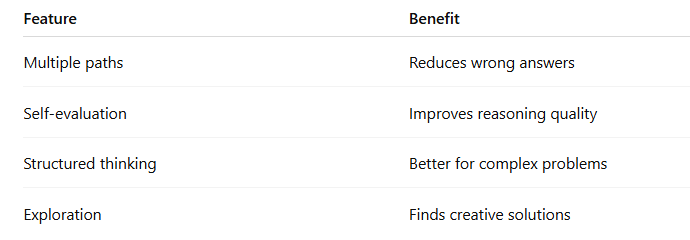 Feature Benefit
Multiple paths Reduces wrong answers
Self-evaluation Improves reasoning quality
Structured thinking Better for complex problems
Exploration Finds creative solutions